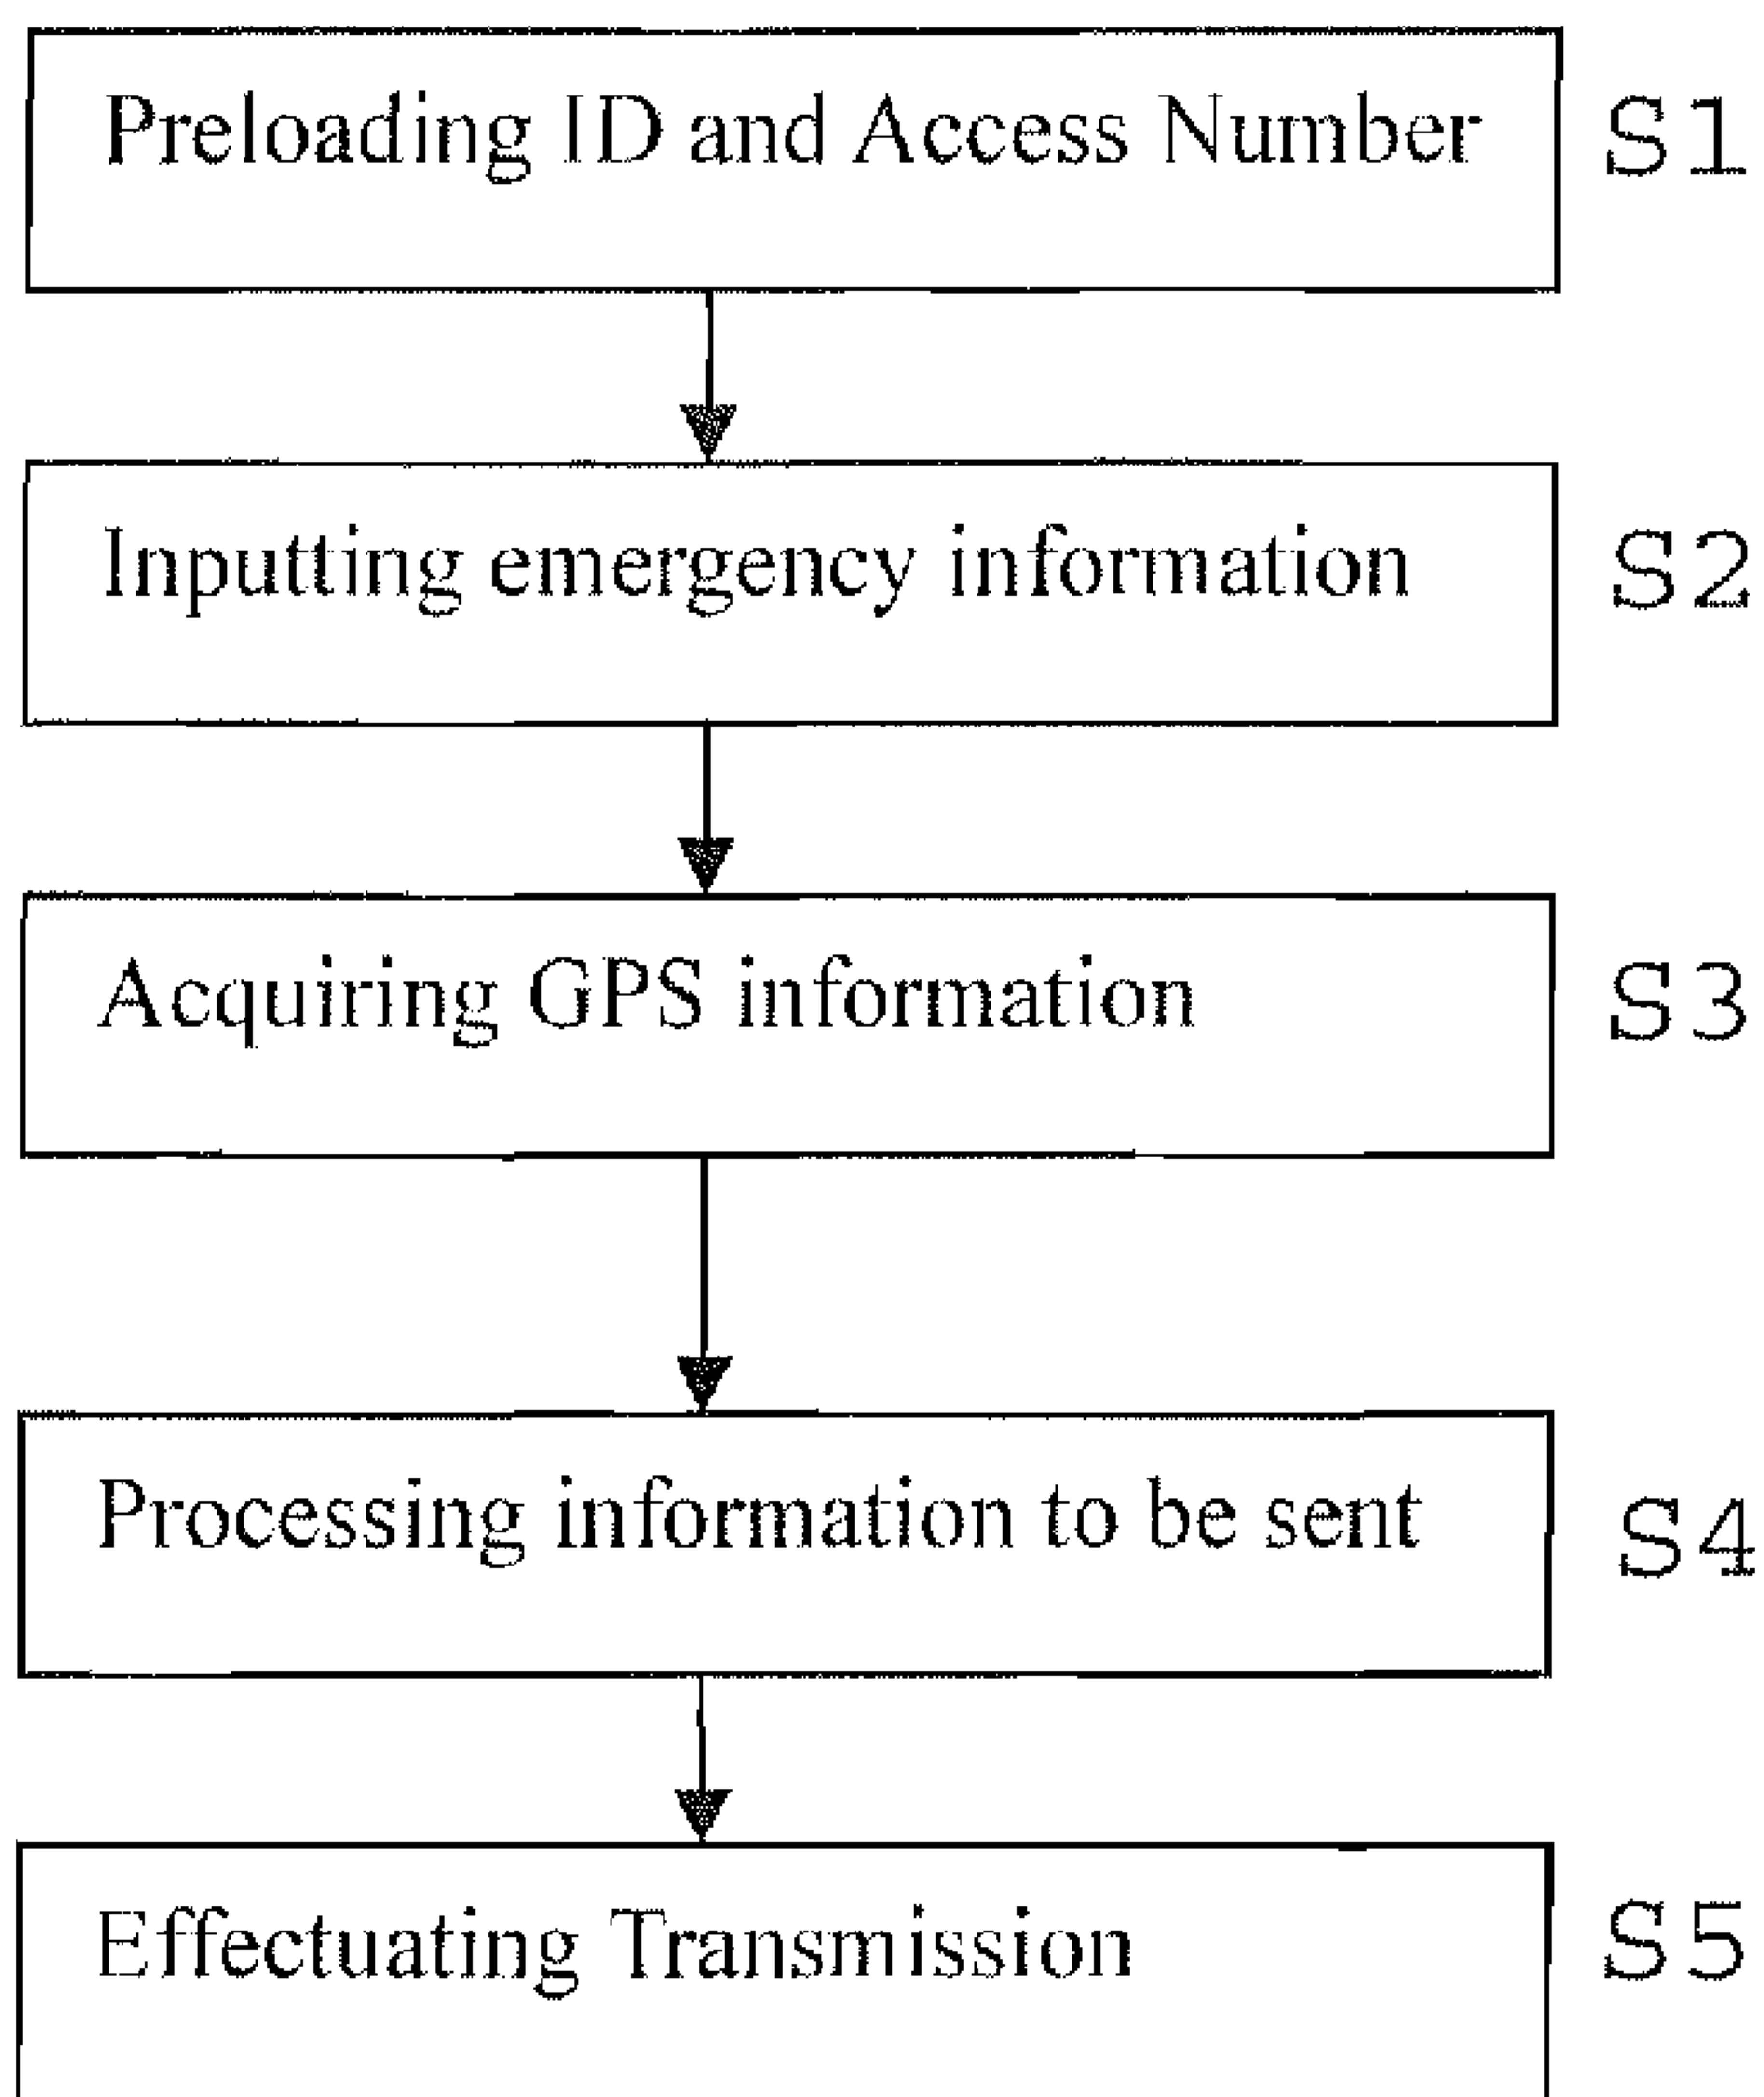 Preloading ID and Access Number S1
Inputting emergency information S2
Acquiring GPS information S3
Processing information to be sent S4
Effectuating Transmission S5